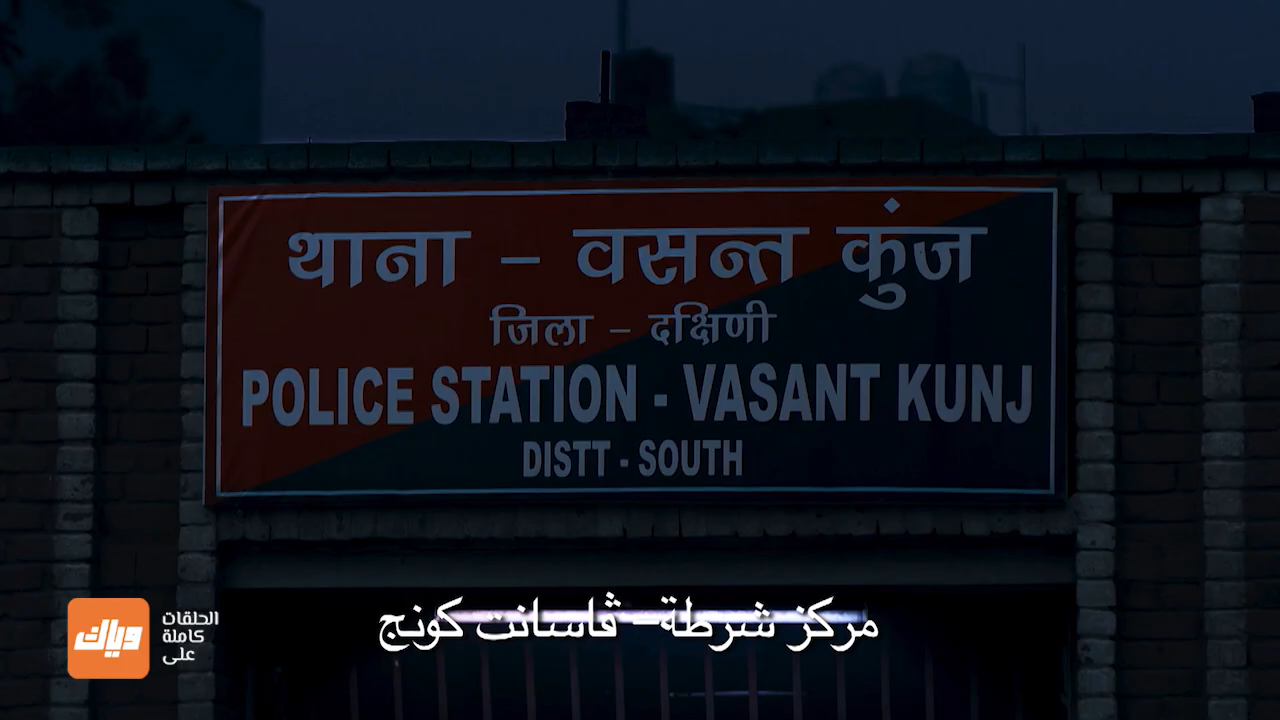 थाना – वसन्त कुंज
जिला – दक्षिणी
POLICE STATION - VASANT KUNJ
DISTT - SOUTH
مركز شرطة- ڤاسانت كونج
الحلقات
كاملة
على
وياك